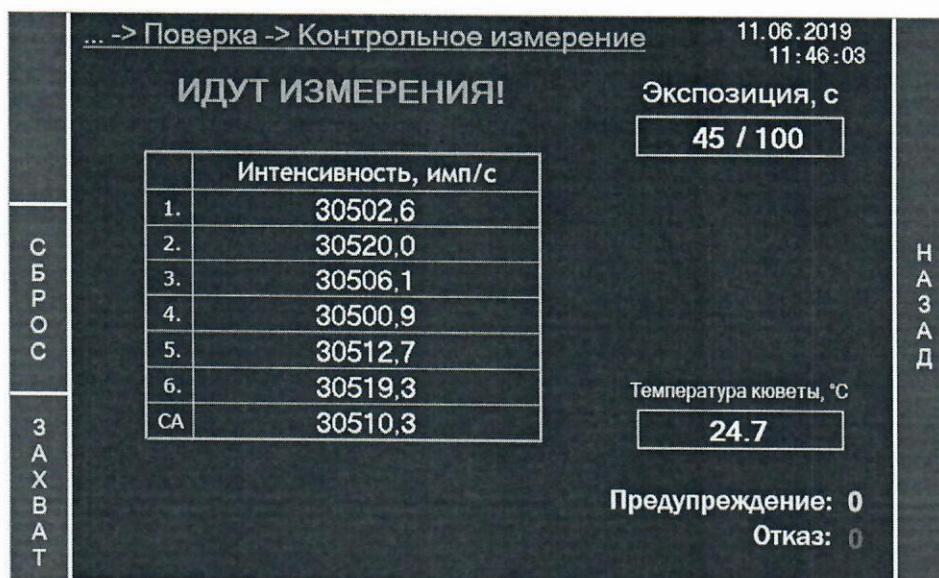 ... -> Поверка -> Контрольное измерение
11.06.2019
11:46:03
ИДУТ ИЗМЕРЕНИЯ!
Экспозиция, с
45 / 100
Интенсивность, имп/с
1. 30502,6
2. 30520,0
3. 30506,1
4. 30500,9
5. 30512,7
6. 30519,3
СА 30510,3
Температура кюветы, °С
24.7
Предупреждение: 0
Отказ: 0
СБРОС
ЗАХВАТ
НАЗАД